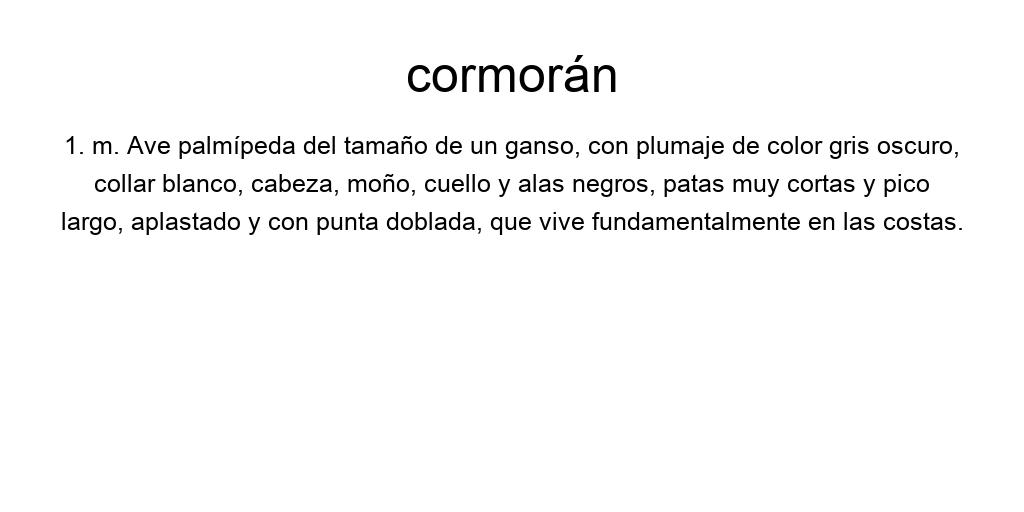 cormorán
1. m. Ave palmípeda del tamaño de un ganso, con plumaje de color gris oscuro,
collar blanco, cabeza, moño, cuello y alas negros, patas muy cortas y pico
largo, aplastado y con punta doblada, que vive fundamentalmente en las costas.